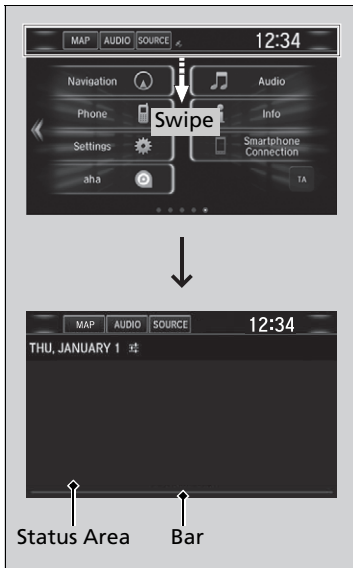 MAP AUDIO SOURCE 12:34
Navigation Audio
Phone Info
Swipe
Settings Smartphone
Connection
aha TA
MAP AUDIO SOURCE 12:34
THU, JANUARY 1
Status Area Bar